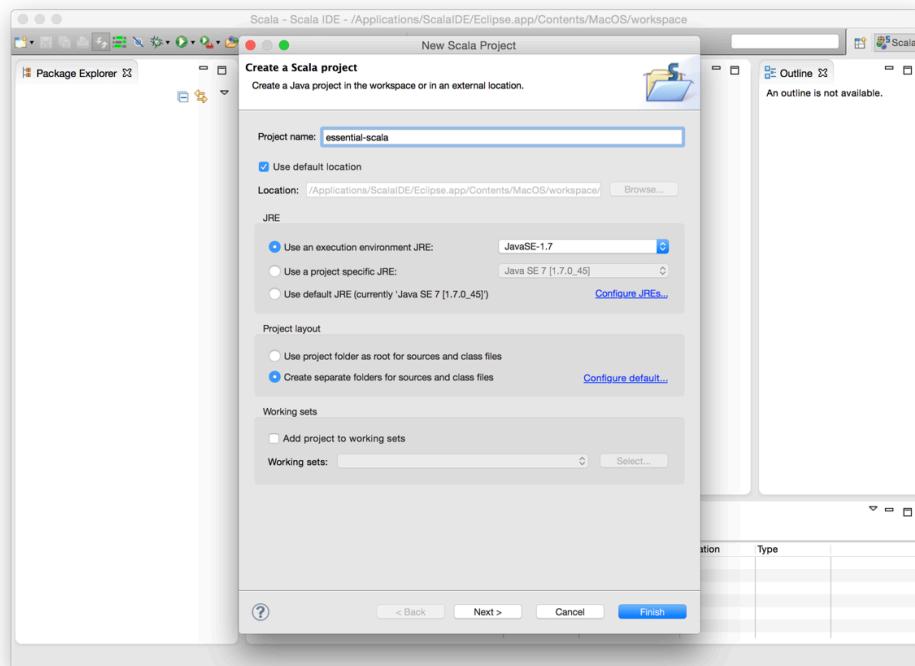 Scala - Scala IDE - /Applications/ScalaIDE/Eclipse.app/Contents/MacOS/workspace
New Scala Project
Scala
Package Explorer
Create a Scala project
Create a Java project in the workspace or in an external location.
Outline
An outline is not available.
Project name: essential-scala
Use default location
Location: /Applications/ScalaIDE/Eclipse.app/Contents/MacOS/workspace/ Browse...
JRE
Use an execution environment JRE: JavaSE-1.7
Use a project specific JRE: Java SE 7 [1.7.0_45]
Use default JRE (currently 'Java SE 7 [1.7.0_45]') Configure JREs...
Project layout
Use project folder as root for sources and class files
Create separate folders for sources and class files Configure default...
Working sets
Add project to working sets
Working sets: Select...
Type
< Back Next > Cancel Finish